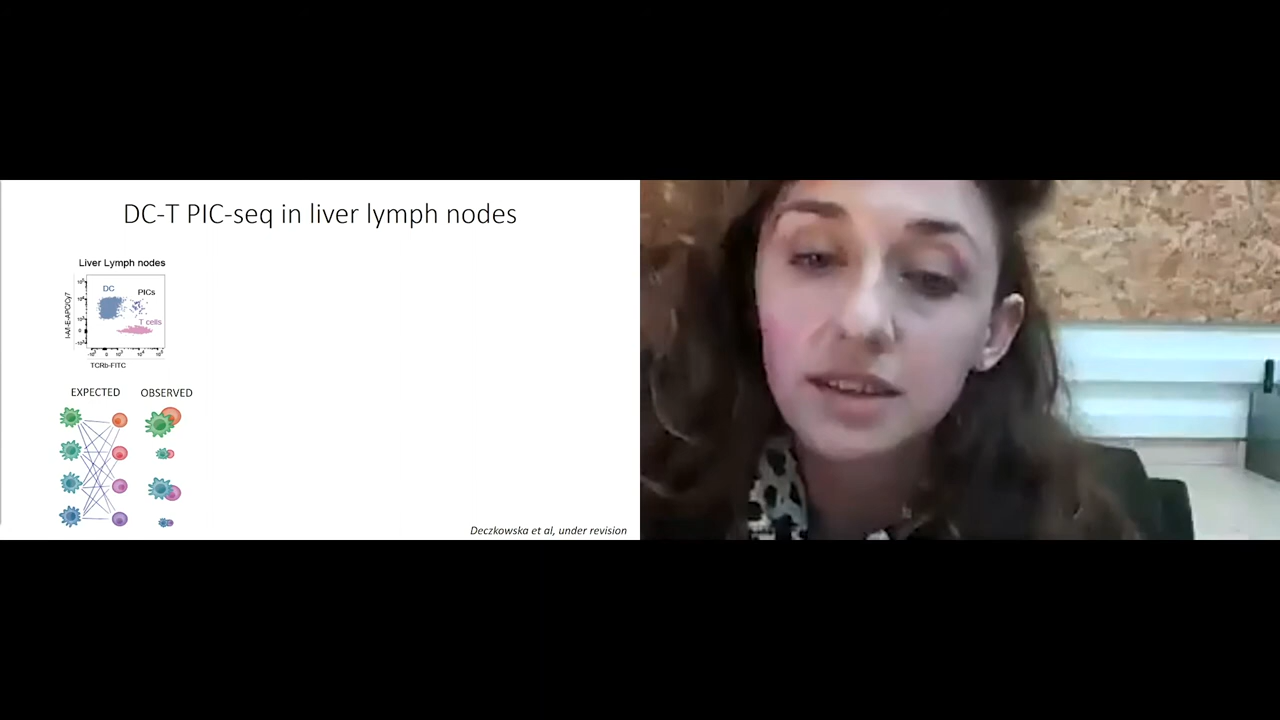 DC-T PIC-seq in liver lymph nodes
Liver Lymph nodes
DC
PICs
T cells
I-A/I-E-APCCy7
TCRb-FITC
EXPECTED OBSERVED
Deczkowska et al, under revision